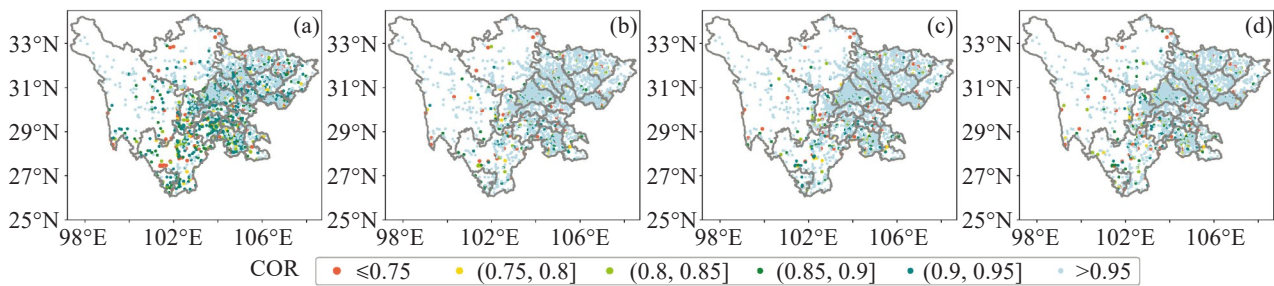 (a) (b) (c) (d)
33°N 33°N 33°N 33°N
31°N 31°N 31°N 31°N
29°N 29°N 29°N 29°N
27°N 27°N 27°N 27°N
25°N 25°N 25°N 25°N
98°E 102°E 106°E 98°E 102°E 106°E 98°E 102°E 106°E 98°E 102°E 106°E
COR ⩽0.75 (0.75, 0.8] (0.8, 0.85] (0.85, 0.9] (0.9, 0.95] >0.95